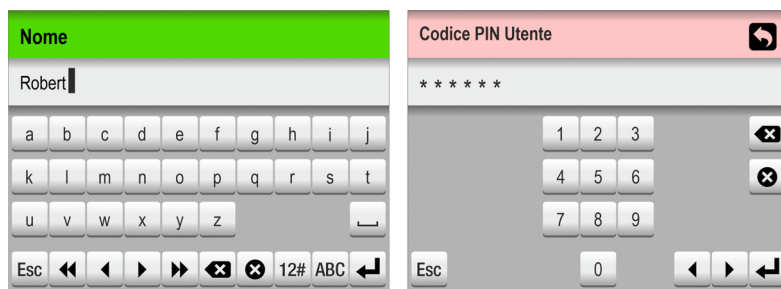 Nome
Robert
a b c d e f g h i j
k l m n o p q r s t
u v w x y z
Esc 12# ABC
Codice PIN Utente
* * * * * *
1 2 3
4 5 6
7 8 9
Esc 0